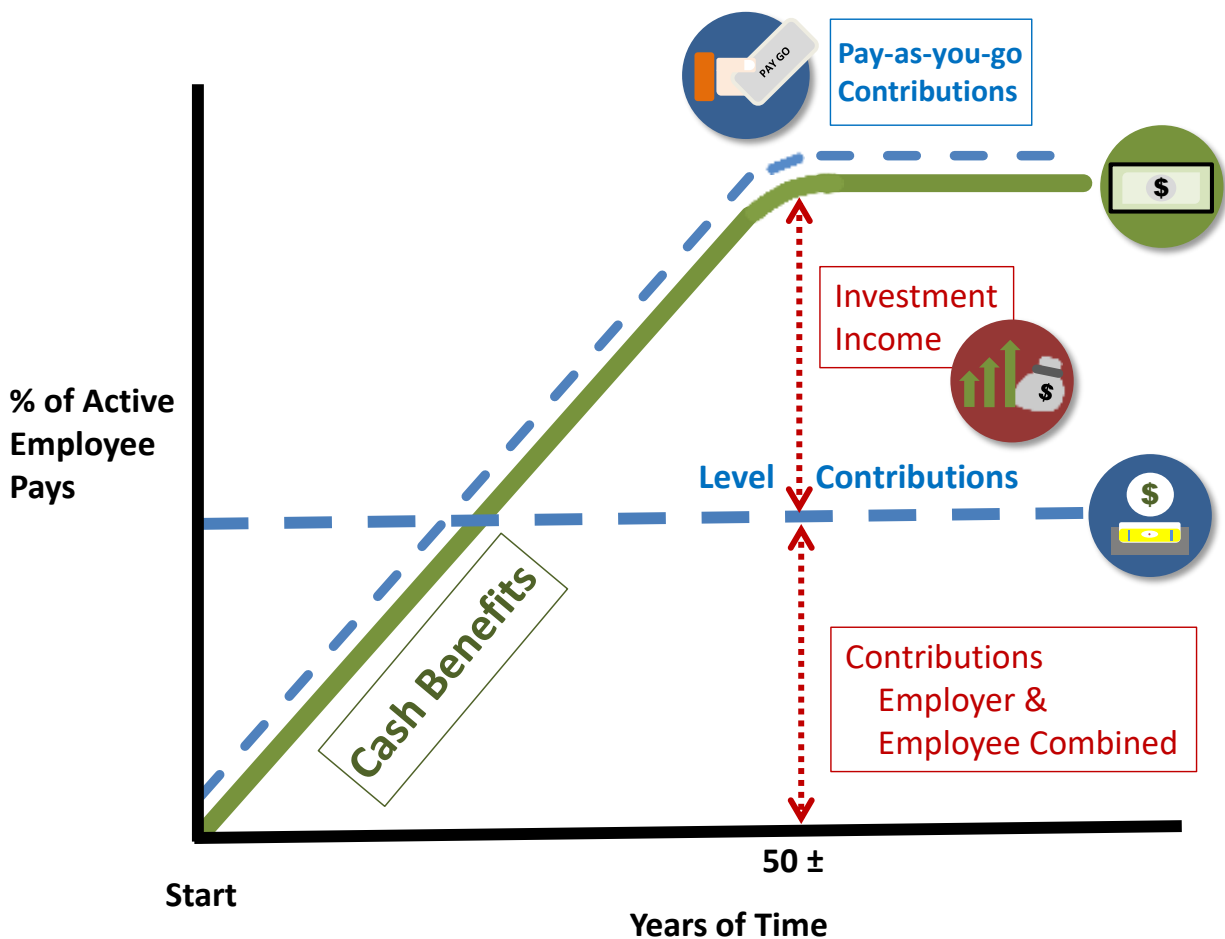 PAY GO
Pay-as-you-go
Contributions
$
Investment
Income
$
% of Active
Employee
Pays
Level Contributions
$
Cash Benefits
Contributions
Employer &
Employee Combined
50 ±
Start
Years of Time